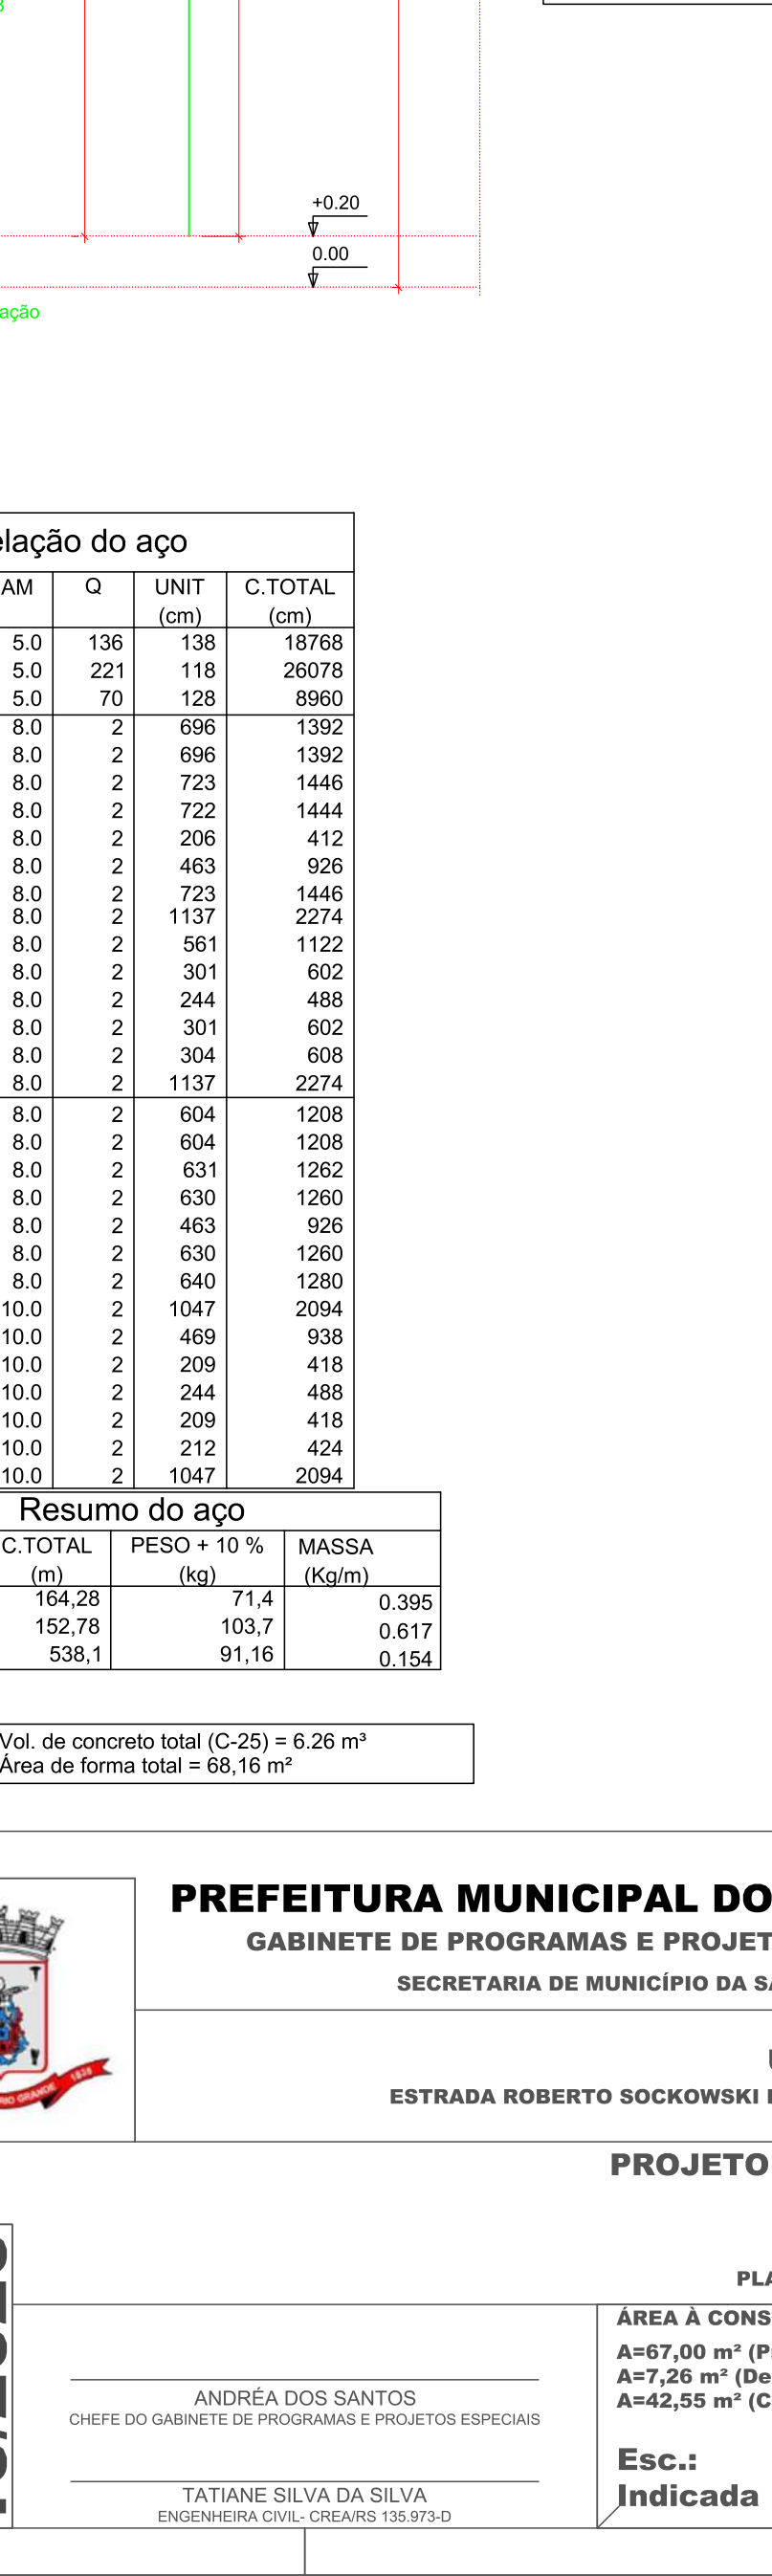 +0.20
0.00
ação
elação do aço
AM Q UNIT C.TOTAL
(cm) (cm)
5.0 136 138 18768
5.0 221 118 26078
5.0 70 128 8960
8.0 2 696 1392
8.0 2 696 1392
8.0 2 723 1446
8.0 2 722 1444
8.0 2 206 412
8.0 2 463 926
8.0 2 723 1446
8.0 2 1137 2274
8.0 2 561 1122
8.0 2 301 602
8.0 2 244 488
8.0 2 301 602
8.0 2 304 608
8.0 2 1137 2274
8.0 2 604 1208
8.0 2 604 1208
8.0 2 631 1262
8.0 2 630 1260
8.0 2 463 926
8.0 2 630 1260
8.0 2 640 1280
10.0 2 1047 2094
10.0 2 469 938
10.0 2 209 418
10.0 2 244 488
10.0 2 209 418
10.0 2 212 424
10.0 2 1047 2094
Resumo do aço
C.TOTAL PESO + 10 % MASSA
(m) (kg) (Kg/m)
164,28 71,4 0.395
152,78 103,7 0.617
538,1 91,16 0.154
Vol. de concreto total (C-25) = 6.26 m³
Área de forma total = 68,16 m²
PREFEITURA MUNICIPAL DO
GABINETE DE PROGRAMAS E PROJET
SECRETARIA DE MUNICÍPIO DA SA
RIO GRANDE 1835
ESTRADA ROBERTO SOCKOWSKI
PROJETO
PLA
ÁREA À CONS
A=67,00 m² (P
A=7,26 m² (De
A=42,55 m² (C
ANDRÉA DOS SANTOS
CHEFE DO GABINETE DE PROGRAMAS E PROJETOS ESPECIAIS
Esc.:
Indicada
TATIANE SILVA DA SILVA
ENGENHEIRA CIVIL- CREA/RS 135.973-D